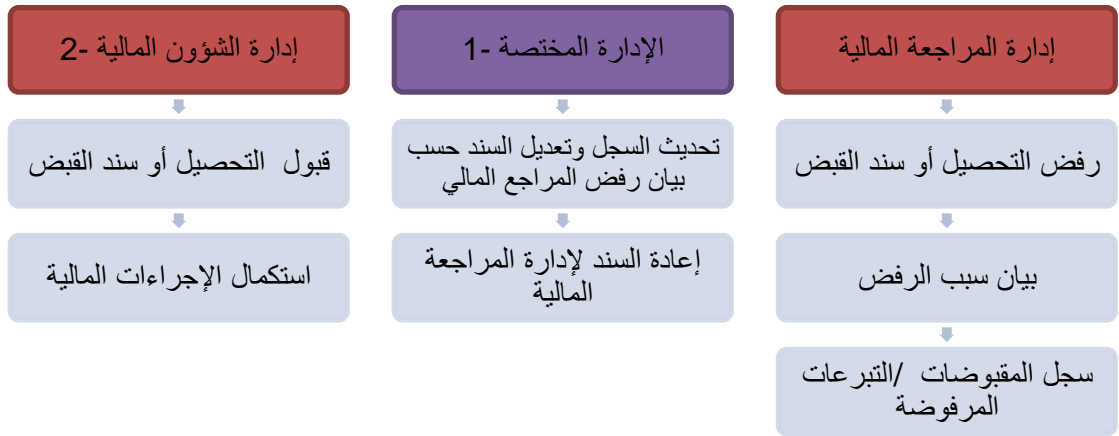 إدارة المراجعة المالية
رفض التحصيل أو سند القبض
بيان سبب الرفض
سجل المقبوضات /التبرعات
المرفوضة
1- الإدارة المختصة
تحديث السجل وتعديل السند حسب
بيان رفض المراجع المالي
إعادة السند لإدارة المراجعة
المالية
2- إدارة الشؤون المالية
قبول التحصيل أو سند القبض
استكمال الإجراءات المالية